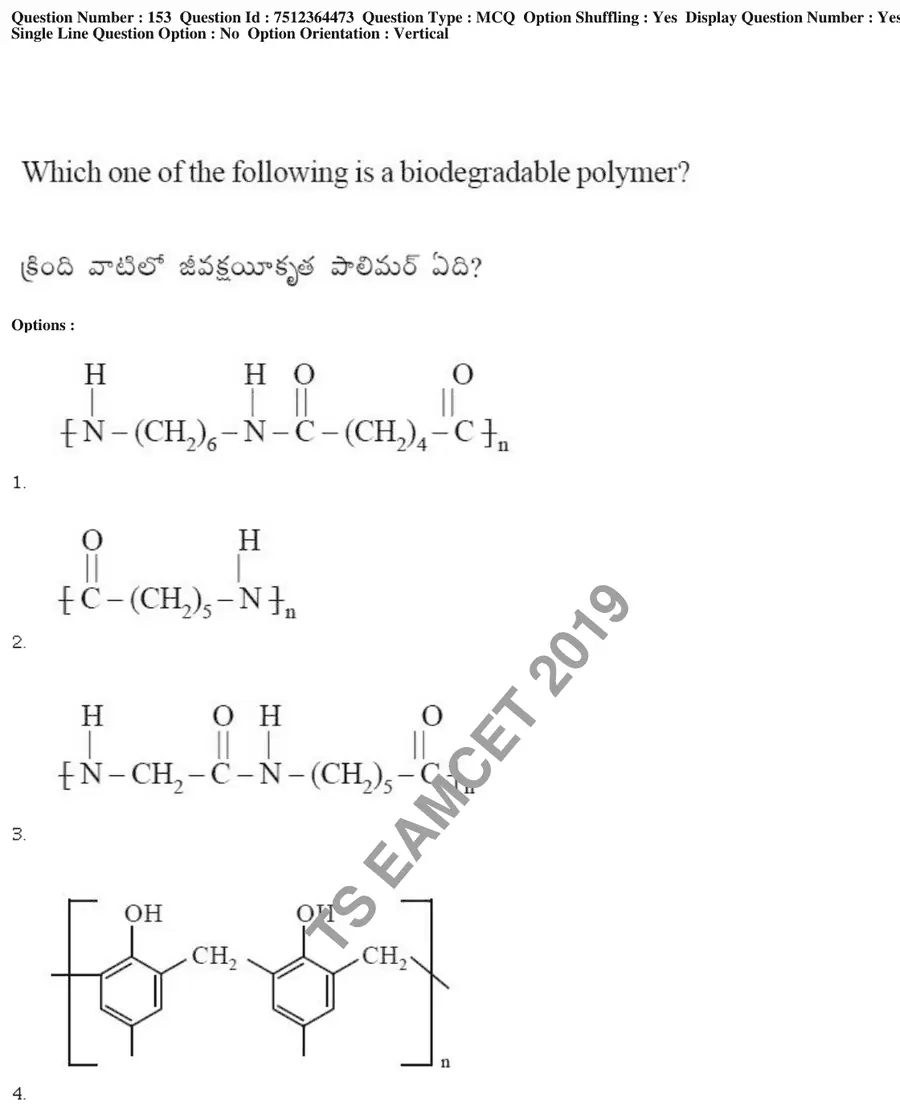 Question Number : 153 Question Id : 7512364473 Question Type : MCQ Option Shuffling : Yes Display Question Number : Yes
Single Line Question Option : No Option Orientation : Vertical
Which one of the following is a biodegradable polymer?
క్రింది వాటిలో జీవక్షయీకృత పాలిమర్ ఏది?
Options :
H H O O
[N–(CH₂)₆–N–C–(CH₂)₄–C]ₙ
1.
O H
[C–(CH₂)₅–N]ₙ
2.
H O H O
[N–CH₂–C–N–(CH₂)₅–C]ₙ
3.
OH OH
CH₂ CH₂
n
4.
TS EAMCET 2019